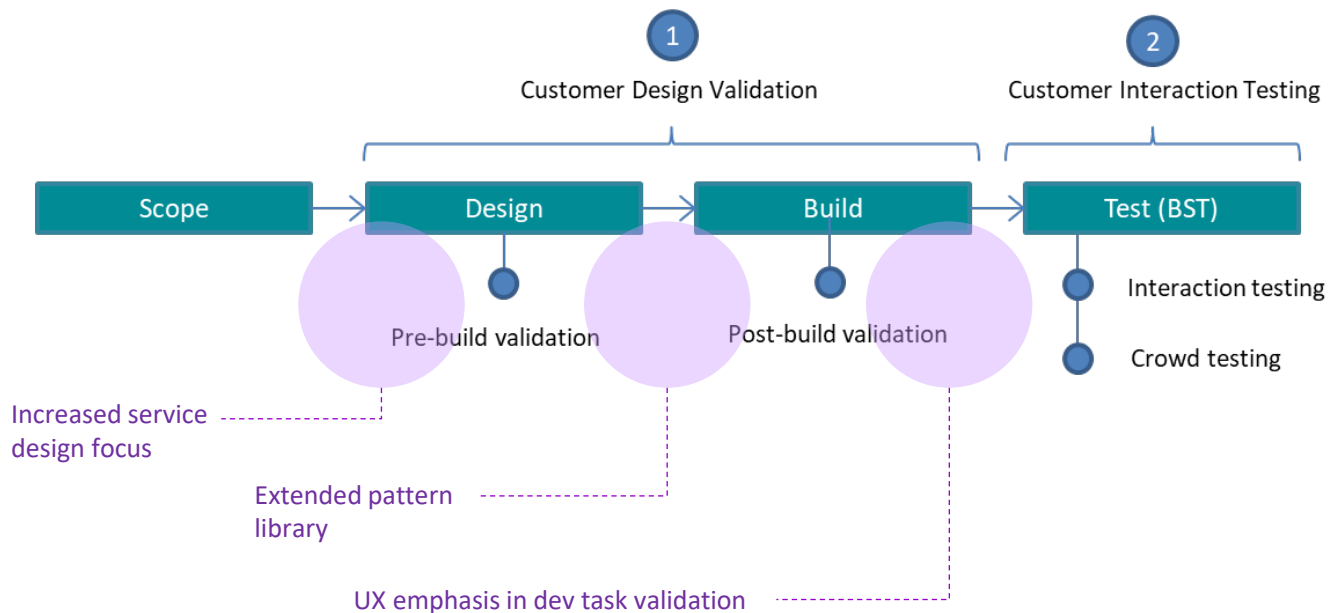 1
2
Customer Design Validation
Customer Interaction Testing
Scope
Design
Build
Test (BST)
Interaction testing
Pre-build validation
Post-build validation
Crowd testing
Increased service
design focus
Extended pattern
library
UX emphasis in dev task validation